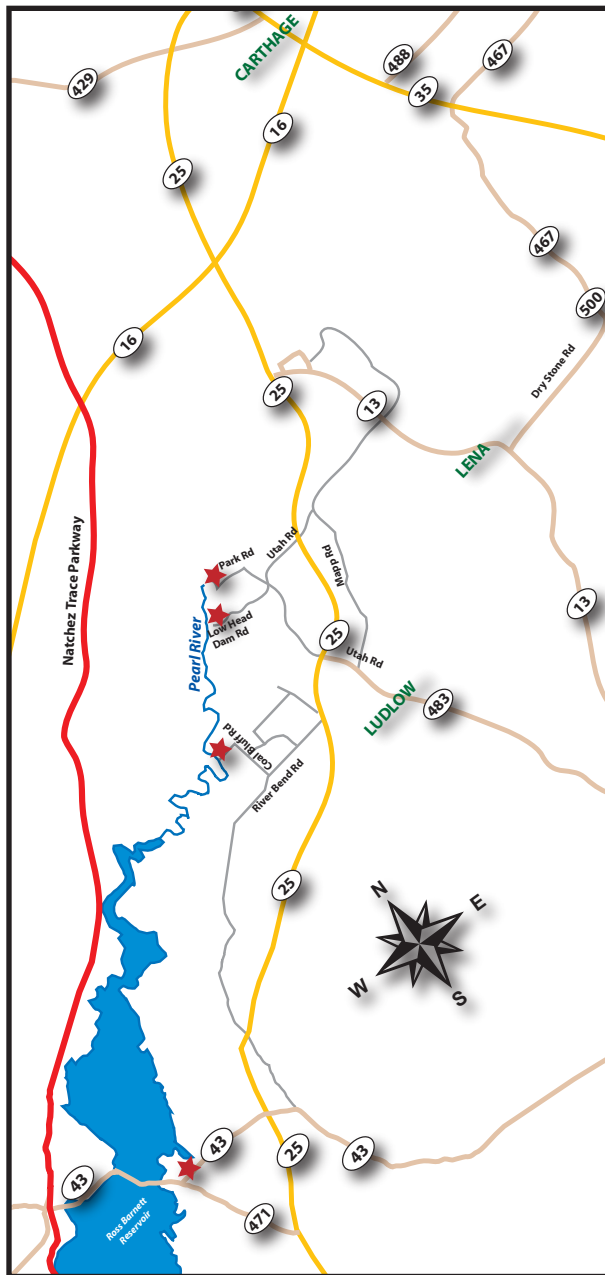 CARTHAGE
488
467
429
35
16
25
467
500
16
Dry Stone Rd
25
13
LENA
Natchez Trace Parkway
Utah Rd
Park Rd
Mapp Rd
13
Low Head
Dam Rd
Pearl River
25
Utah Rd
LUDLOW
483
Coal Bluff Rd
River Bend Rd
25
N
E
W
S
43
25
43
43
471
Ross Barnett
Reservoir